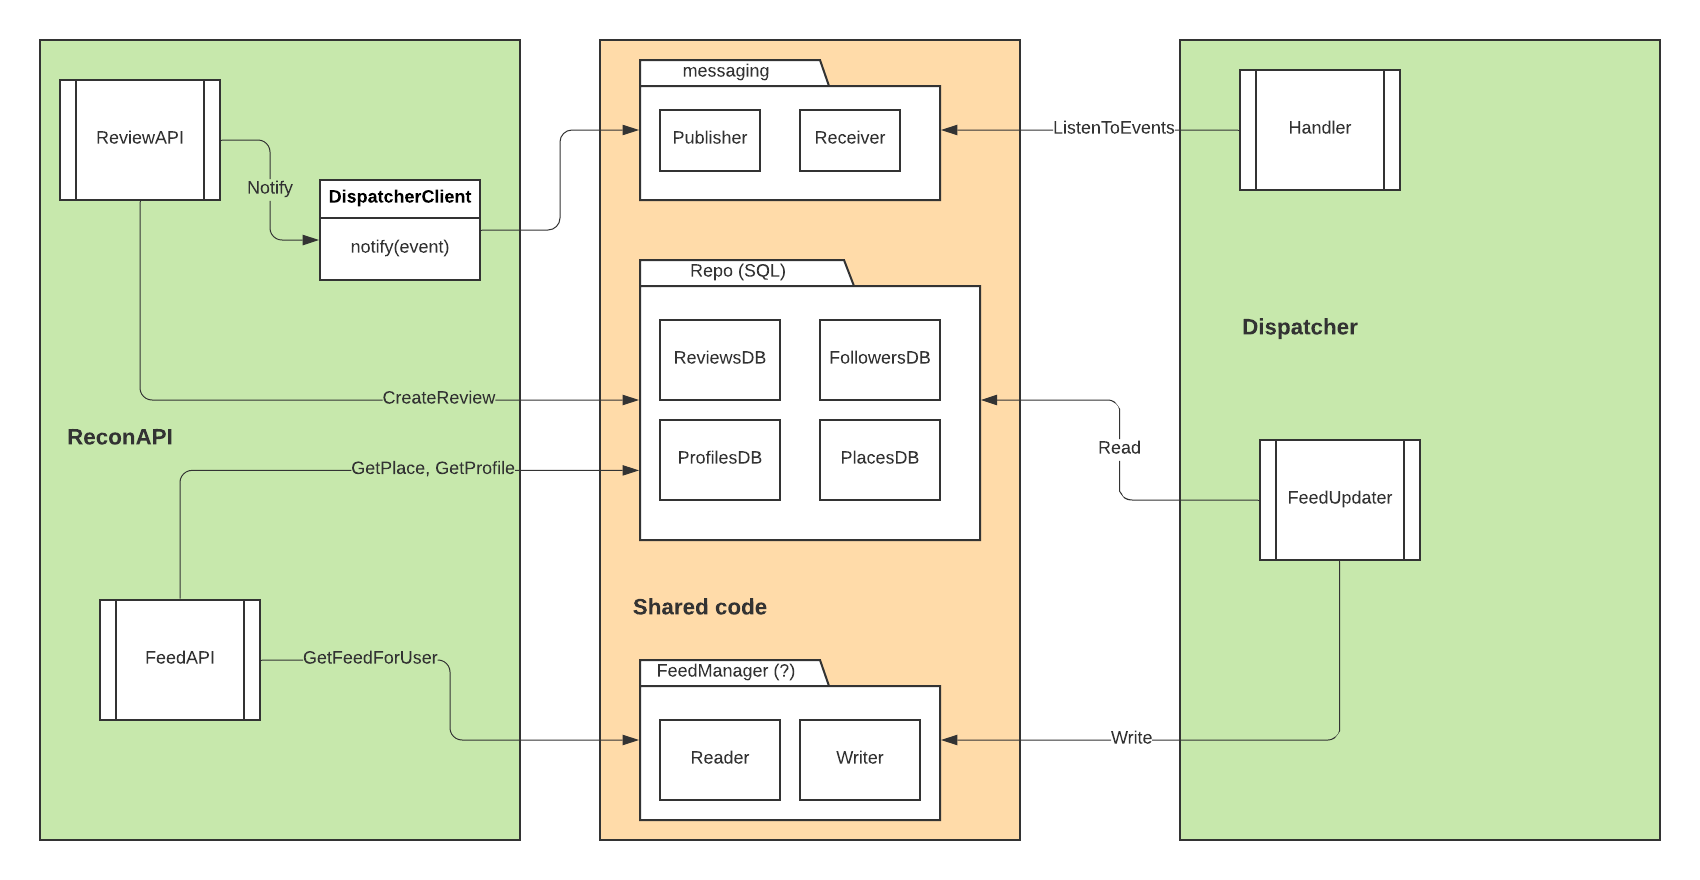 ReviewAPI
Notify
DispatcherClient
notify(event)
CreateReview
ReconAPI
GetPlace, GetProfile
FeedAPI
GetFeedForUser
messaging
Publisher
Receiver
Repo (SQL)
ReviewsDB
FollowersDB
ProfilesDB
PlacesDB
Shared code
FeedManager (?)
Reader
Writer
ListenToEvents
Handler
Dispatcher
Read
FeedUpdater
Write